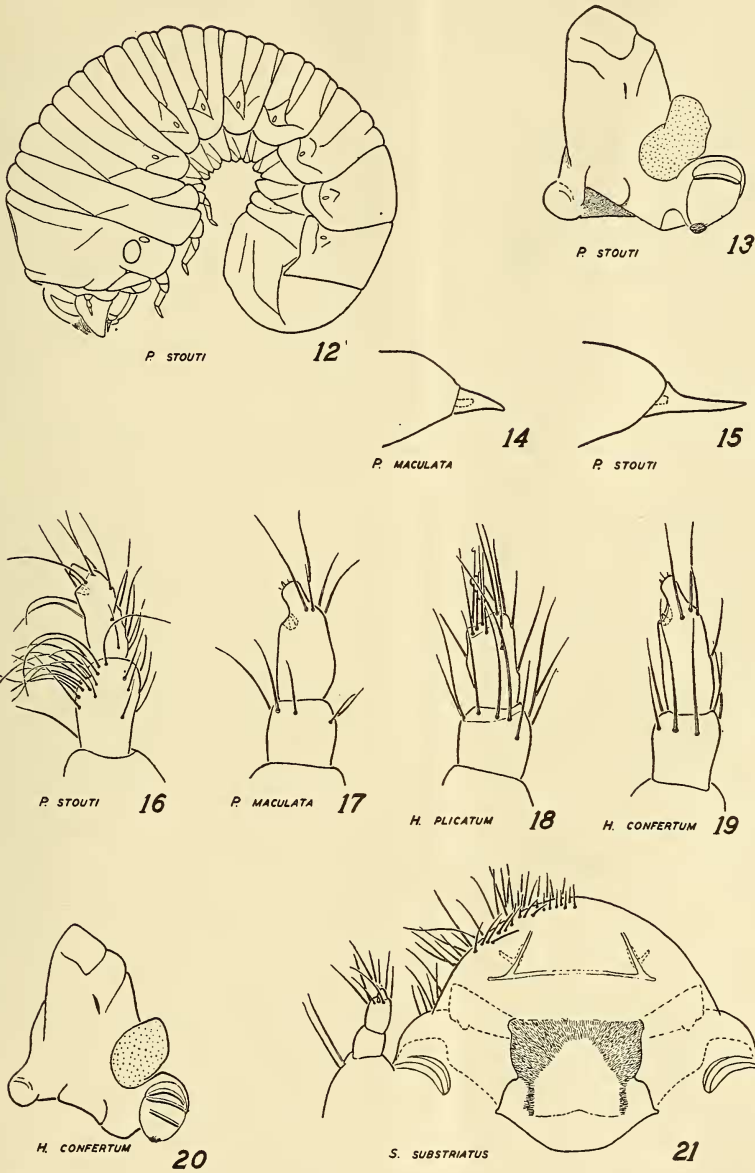 P. STOUTI 12
P. STOUTI 13
P. MACULATA 14
P. STOUTI 15
P. STOUTI 16
P. MACULATA 17
H. PLICATUM 18
H. CONFERTUM 19
H. CONFERTUM 20
S. SUBSTRIATUS 21